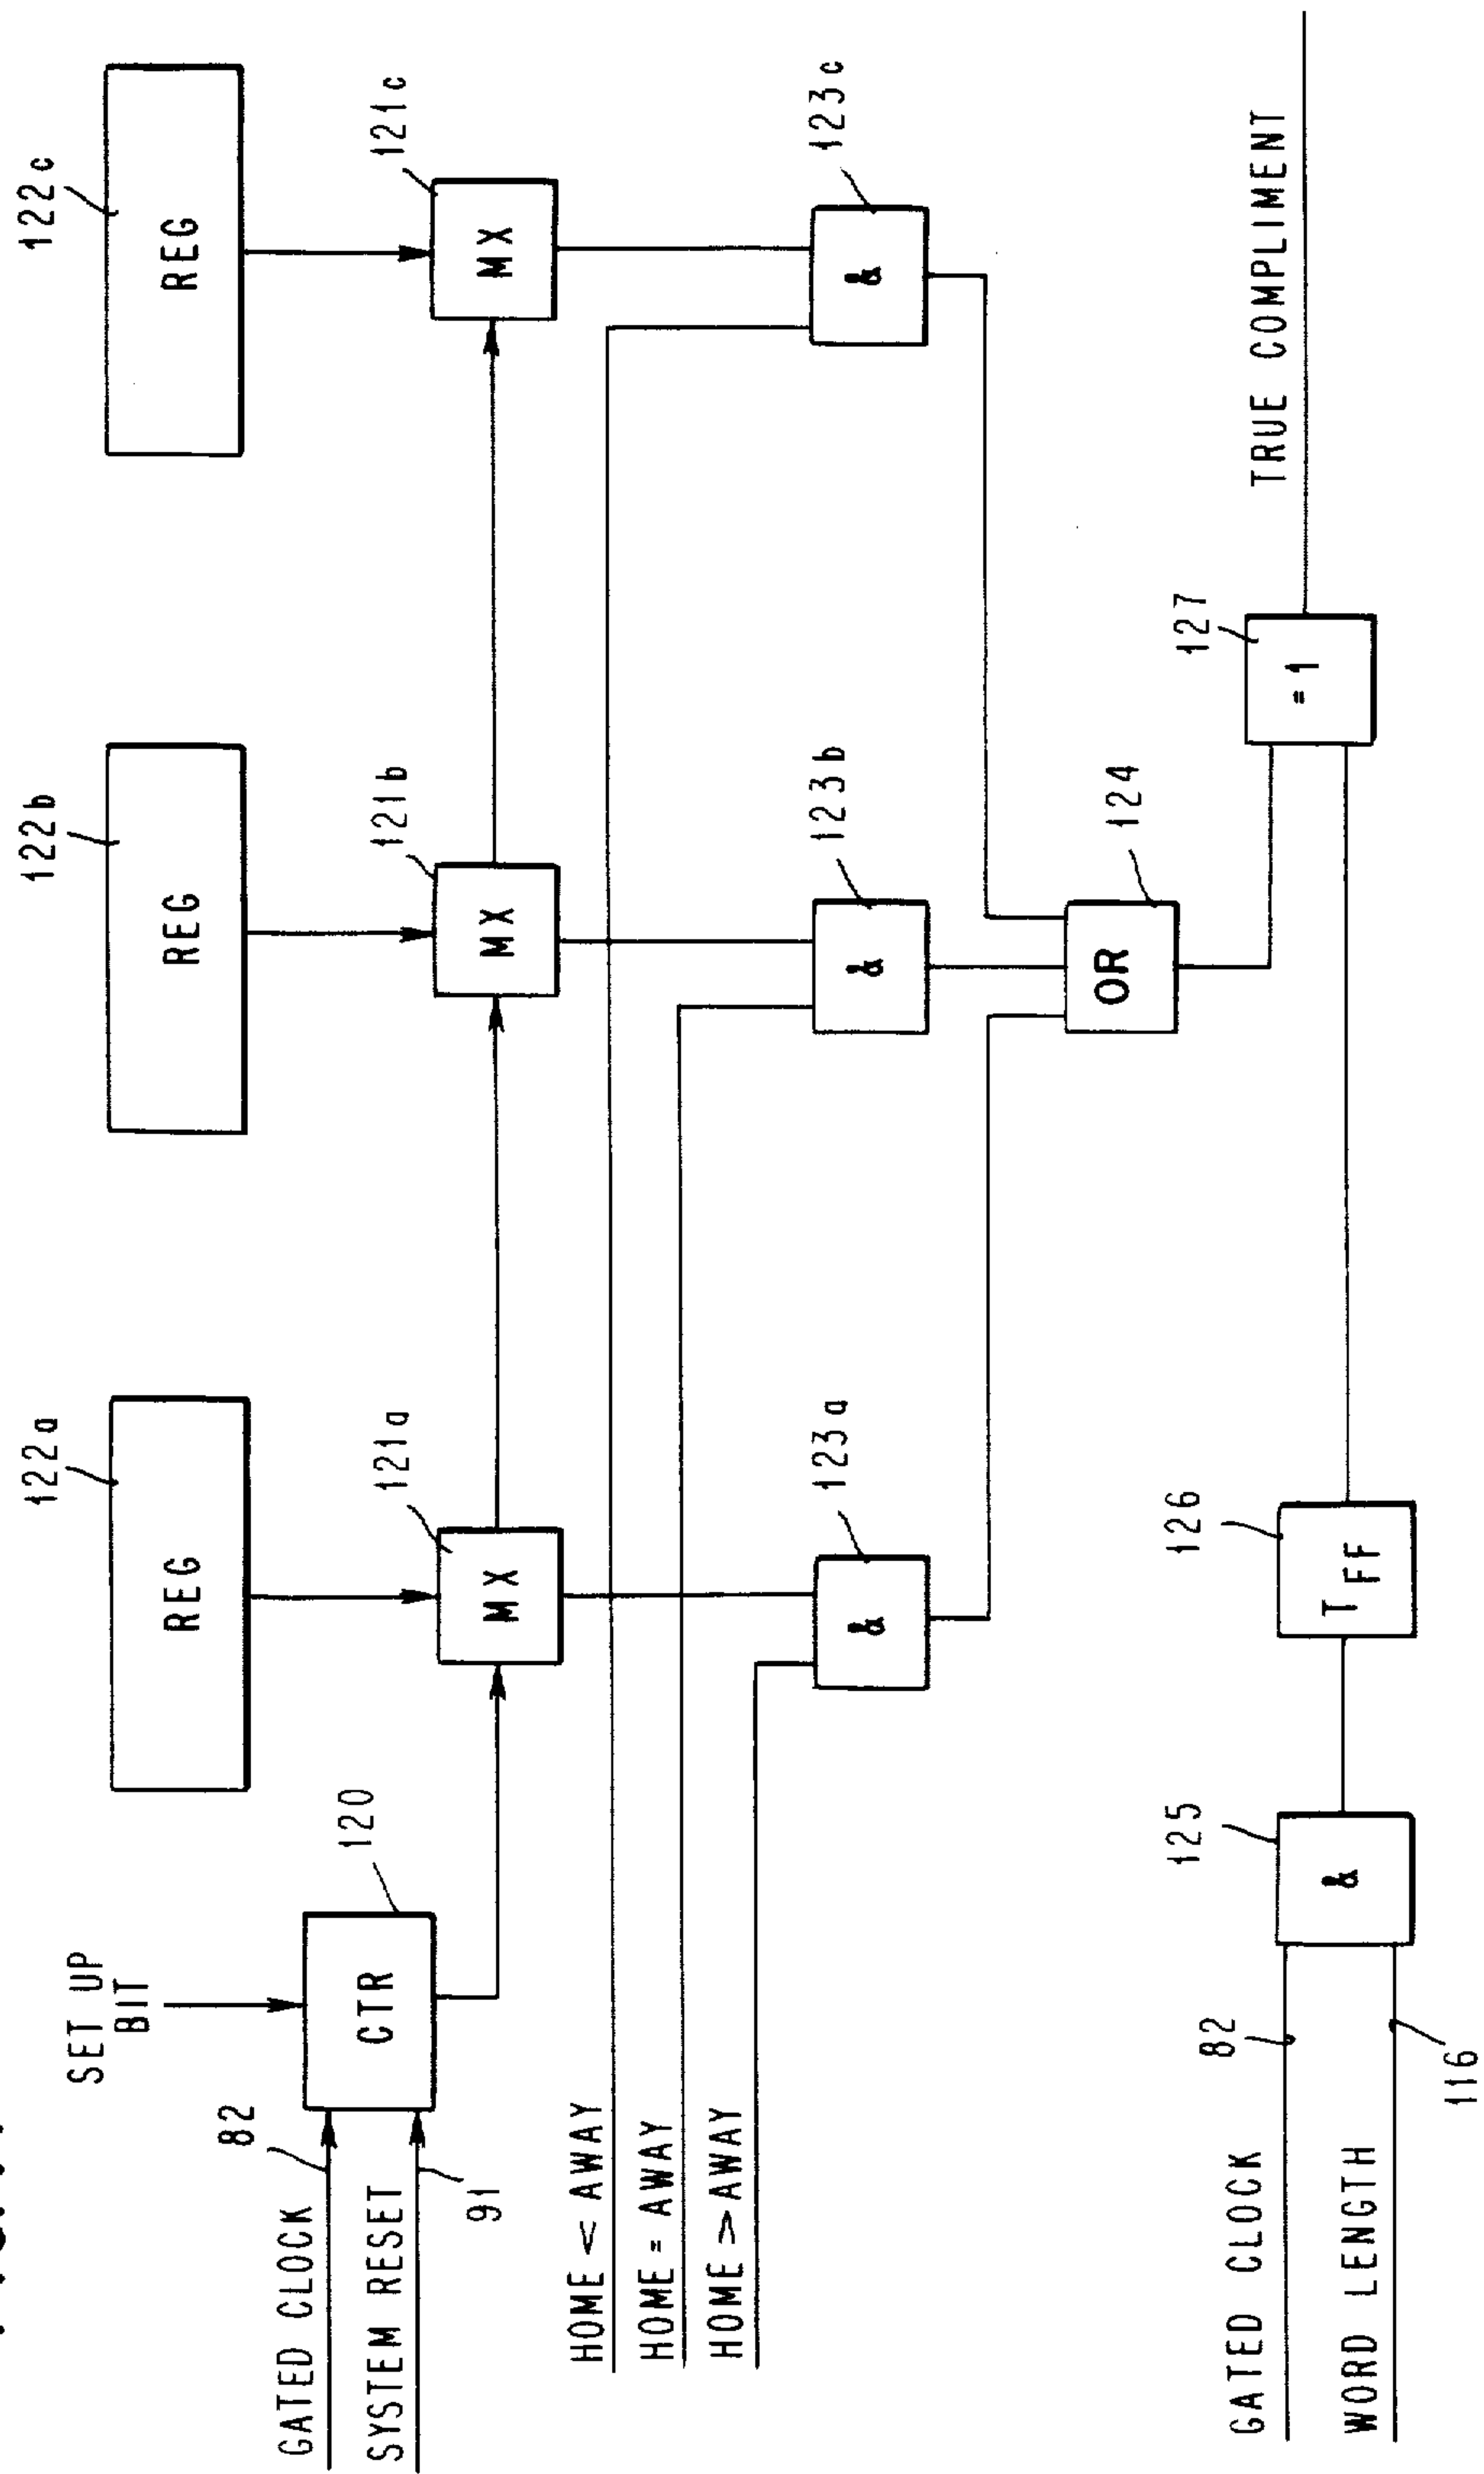 122a
122b
122c
REG
REG
REG
SET UP
BIT
120
121a
121b
121c
CTR
MX
MX
MX
GATED CLOCK
82
SYSTEM RESET
91
HOME < AWAY
HOME = AWAY
HOME > AWAY
123a
123b
123c
&
&
&
124
OR
GATED CLOCK
82
WORD LENGTH
116
125
&
126
T FF
127
= 1
TRUE COMPLIMENT